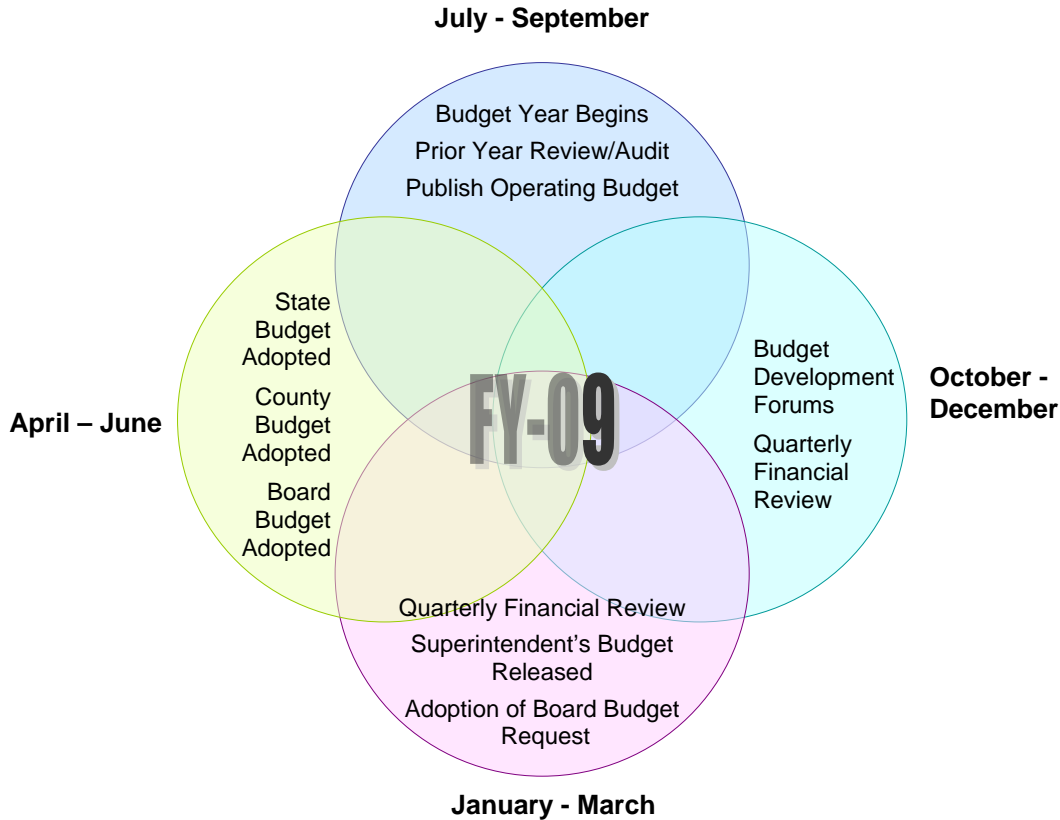 July - September
Budget Year Begins
Prior Year Review/Audit
Publish Operating Budget
State
Budget
Adopted
County
Budget
Adopted
Board
Budget
Adopted
April – June
FY-09
Budget
Development
Forums
Quarterly
Financial
Review
October -
December
Quarterly Financial Review
Superintendent’s Budget
Released
Adoption of Board Budget
Request
January - March